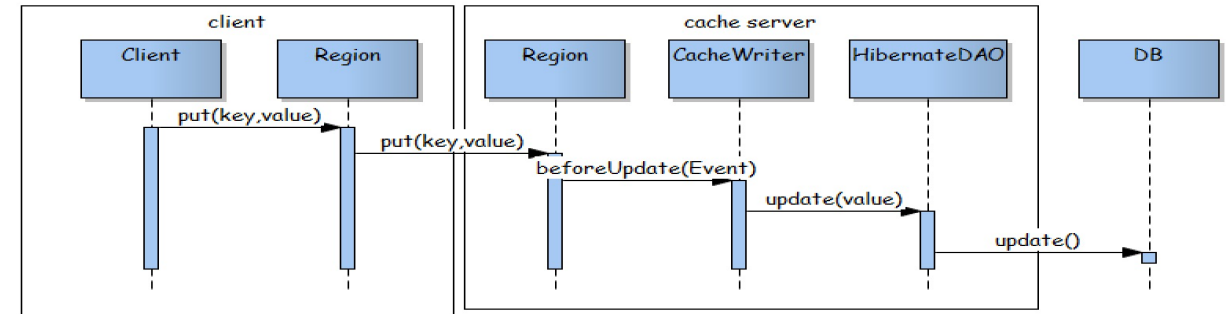 client
cache server
Client
Region
Region
CacheWriter
HibernateDAO
DB
put(key,value)
put(key,value)
beforeUpdate(Event)
update(value)
update()